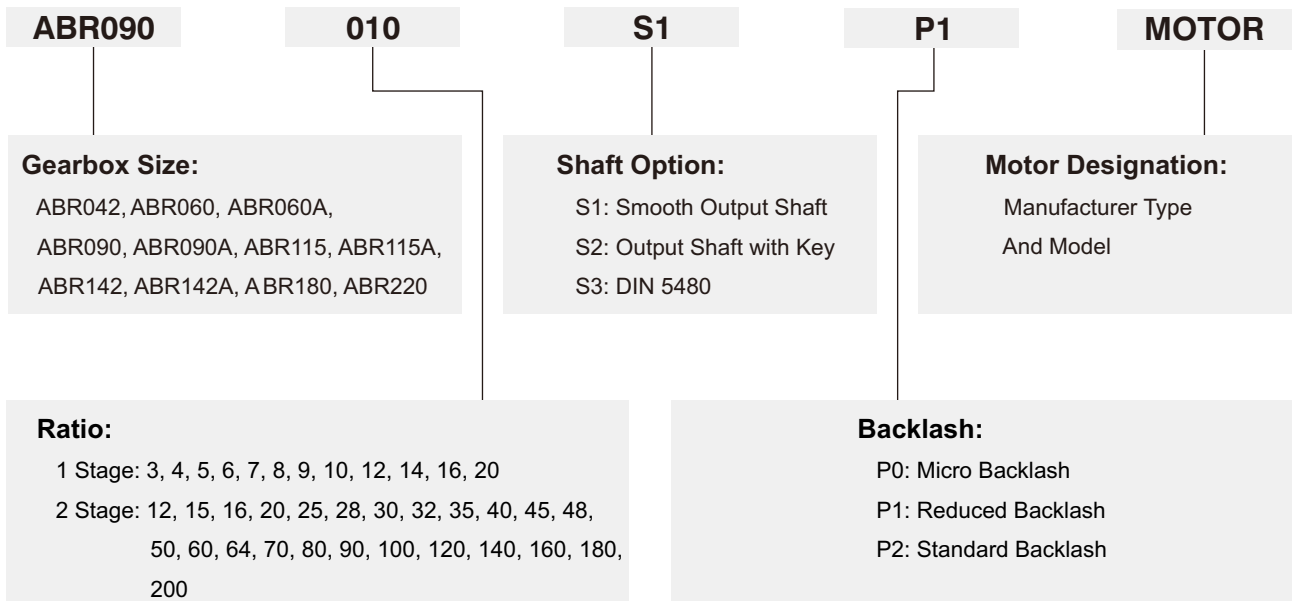 ABR090 010 S1 P1 MOTOR
Gearbox Size:
ABR042, ABR060, ABR060A,
ABR090, ABR090A, ABR115, ABR115A,
ABR142, ABR142A, ABR180, ABR220
Shaft Option:
S1: Smooth Output Shaft
S2: Output Shaft with Key
S3: DIN 5480
Motor Designation:
Manufacturer Type
And Model
Ratio:
1 Stage: 3, 4, 5, 6, 7, 8, 9, 10, 12, 14, 16, 20
2 Stage: 12, 15, 16, 20, 25, 28, 30, 32, 35, 40, 45, 48,
50, 60, 64, 70, 80, 90, 100, 120, 140, 160, 180,
200
Backlash:
P0: Micro Backlash
P1: Reduced Backlash
P2: Standard Backlash